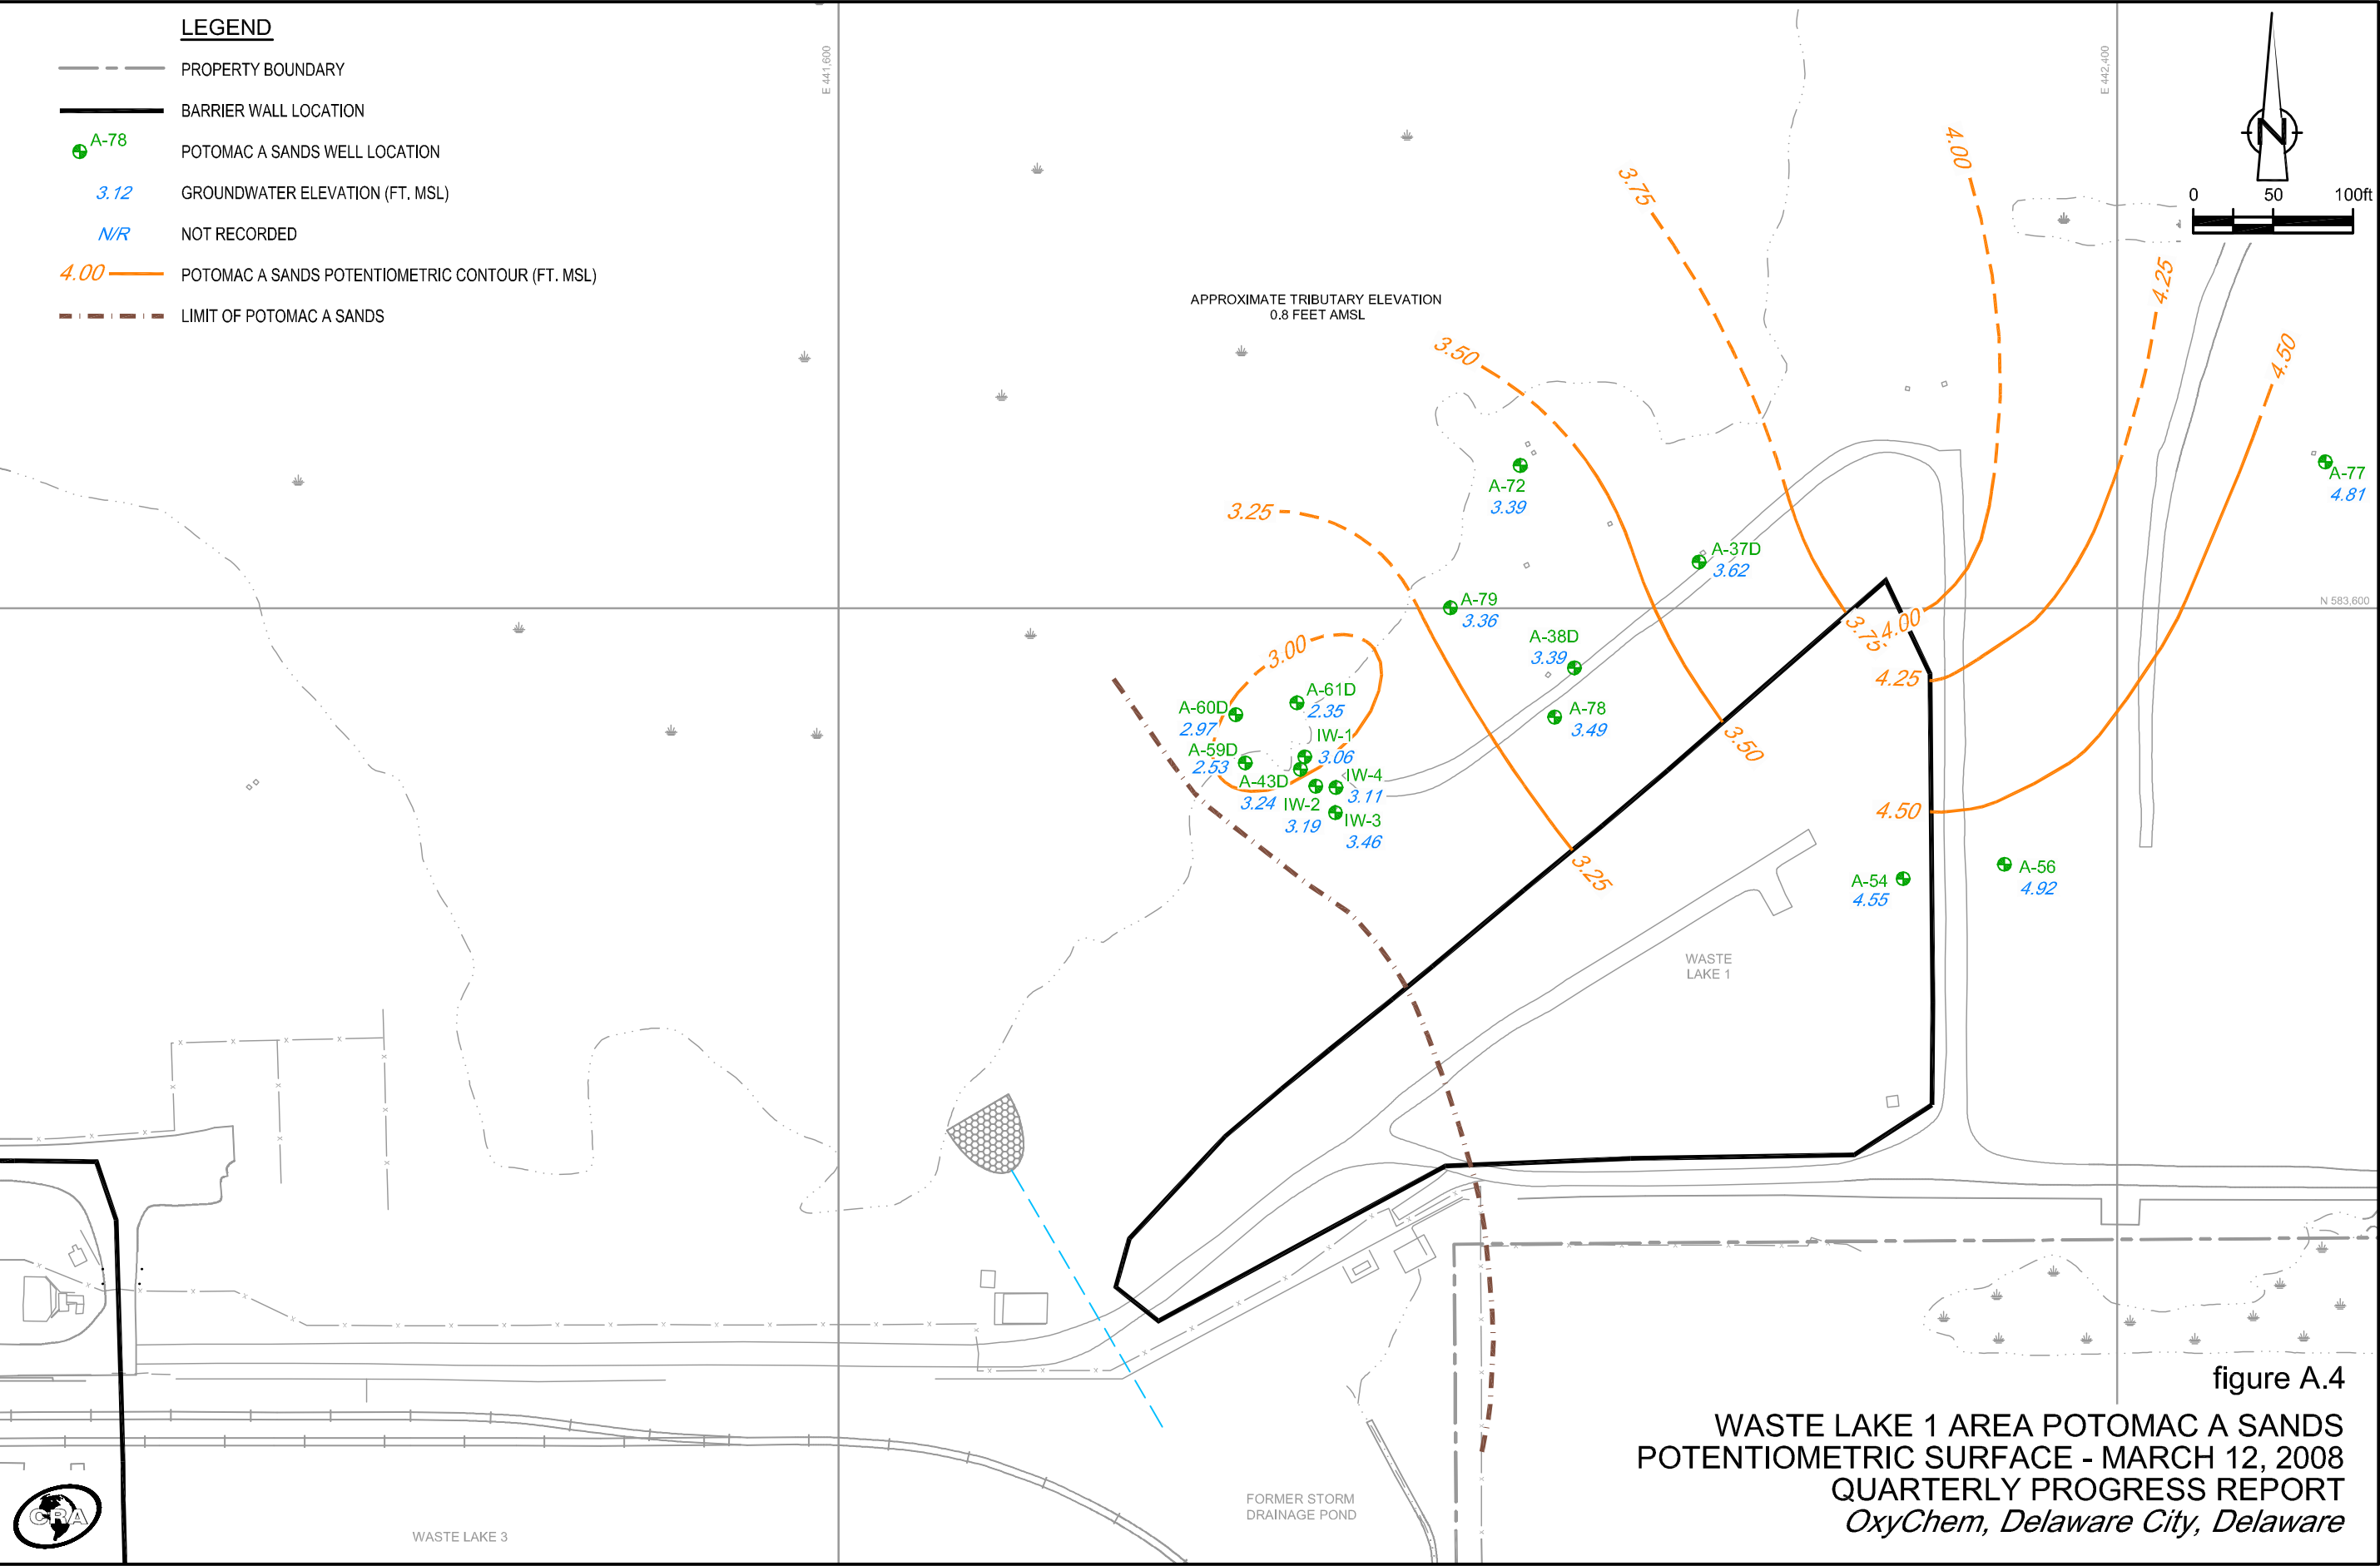 LEGEND
PROPERTY BOUNDARY
BARRIER WALL LOCATION
A-78
POTOMAC A SANDS WELL LOCATION
3.12
GROUNDWATER ELEVATION (FT. MSL)
N/R
NOT RECORDED
4.00
POTOMAC A SANDS POTENTIOMETRIC CONTOUR (FT. MSL)
LIMIT OF POTOMAC A SANDS
E 441,600
E 442,400
N
0 50 100ft
4.00
3.75
4.25
APPROXIMATE TRIBUTARY ELEVATION
0.8 FEET AMSL
3.50
4.50
A-72
3.39
A-77
4.81
3.25
A-37D
3.62
A-79
3.36
N 583,600
4.00
3.75
A-38D
3.39
3.00
4.25
A-61D
2.35
A-60D
2.97
A-78
3.49
IW-1
3.06
3.50
A-59D
2.53
A-43D
3.24
IW-4
3.11
IW-2
3.19
IW-3
3.46
4.50
3.25
A-54
4.55
A-56
4.92
WASTE
LAKE 1
figure A.4
WASTE LAKE 1 AREA POTOMAC A SANDS
POTENTIOMETRIC SURFACE - MARCH 12, 2008
QUARTERLY PROGRESS REPORT
OxyChem, Delaware City, Delaware
FORMER STORM
DRAINAGE POND
CRA
WASTE LAKE 3